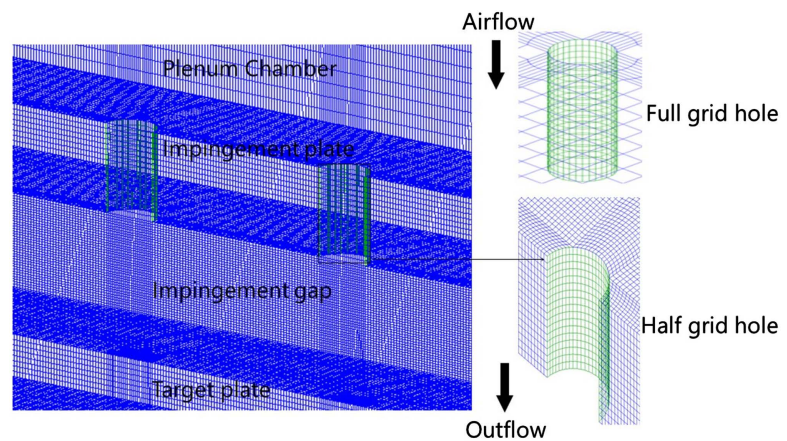 Airflow
Plenum Chamber
Full grid hole
Impingement plate
Impingement gap
Half grid hole
Target plate
Outflow